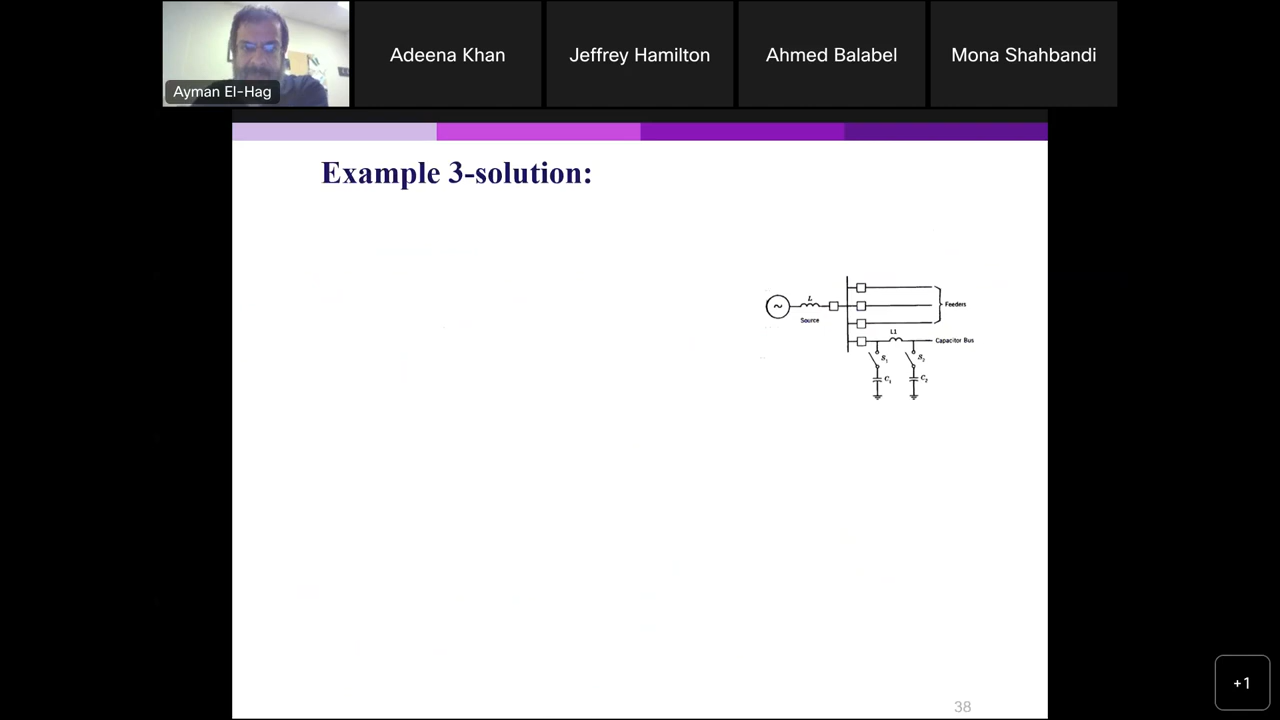 Ayman El-Hag
Adeena Khan
Jeffrey Hamilton
Ahmed Balabel
Mona Shahbandi
Example 3-solution:
L
Source
Feeders
L1
Capacitor Bus
S1
S2
C1
C2
38
+1